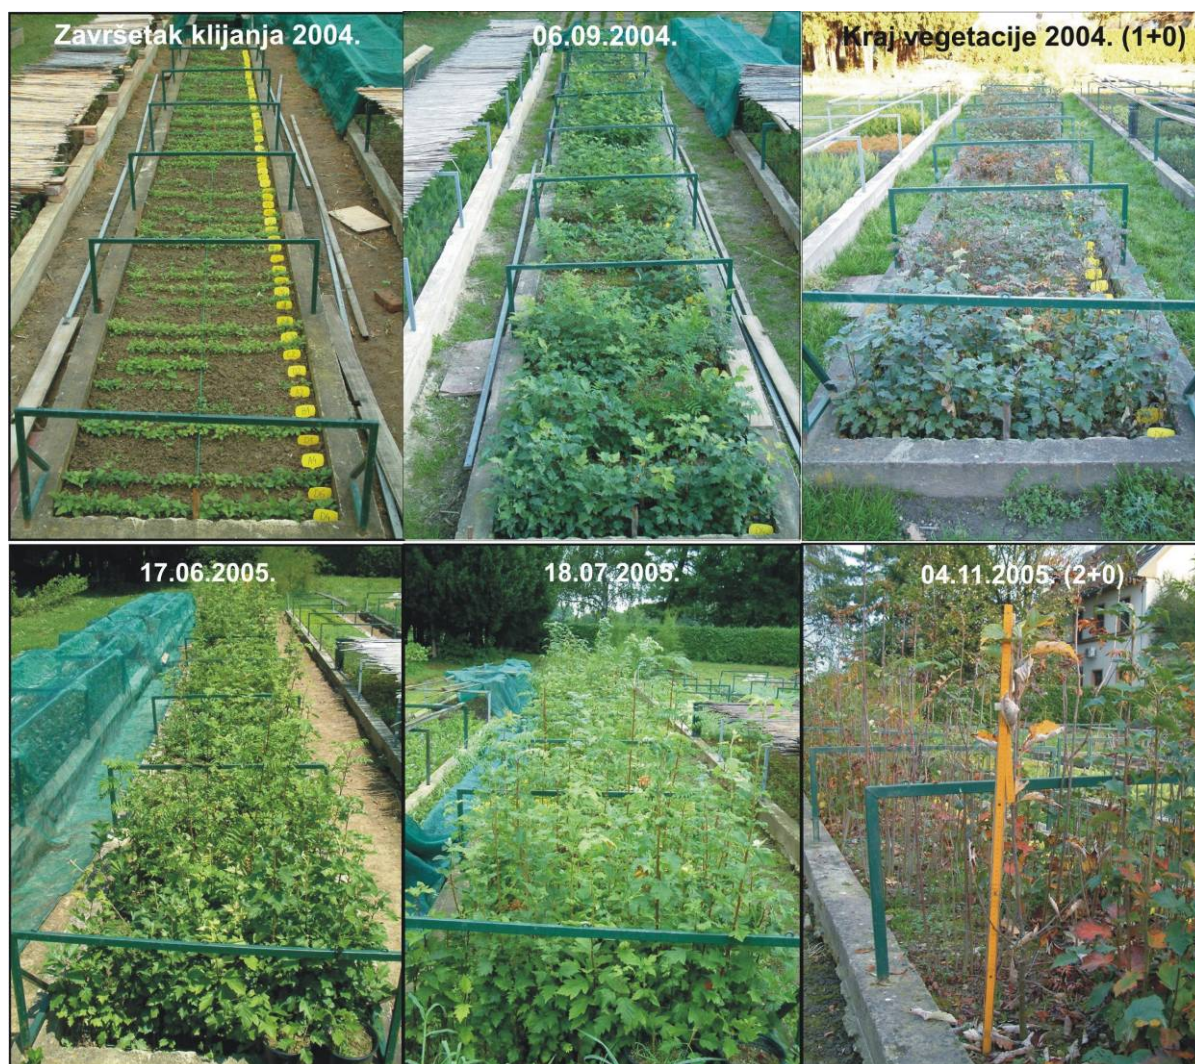 Završetak klijanja 2004.
06.09.2004.
Kraj vegetacije 2004. (1+0)
17.06.2005.
18.07.2005.
04.11.2005. (2+0)